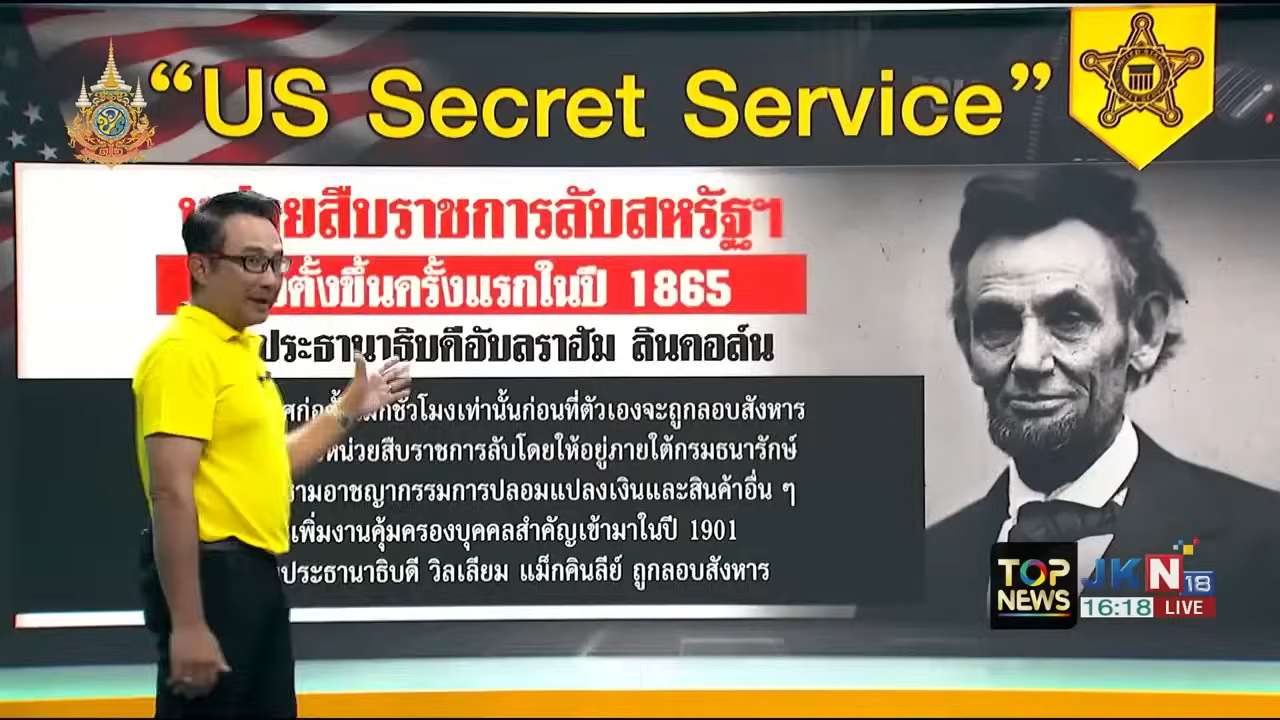 “US Secret Service”
ยสืบราชการลับสหรัฐฯ
ตั้งขึ้นครั้งแรกในปี 1865
ประธานาธิบดีอับลราฮัม ลินคอล์น
ชั่วโมงเท่านั้นก่อนที่ตัวเองจะถูกลอบสังหาร
หน่วยสืบราชการลับโดยให้อยู่ภายใต้กรมธนารักษ์
ามอาชญากรรมการปลอมแปลงเงินและสินค้าอื่น ๆ
เพิ่มงานคุ้มครองบุคคลสำคัญเข้ามาในปี 1901
ประธานาธิบดี วิลเลียม แม็กคินลีย์ ถูกลอบสังหาร
TOP NEWS
JKN18
16:18 LIVE